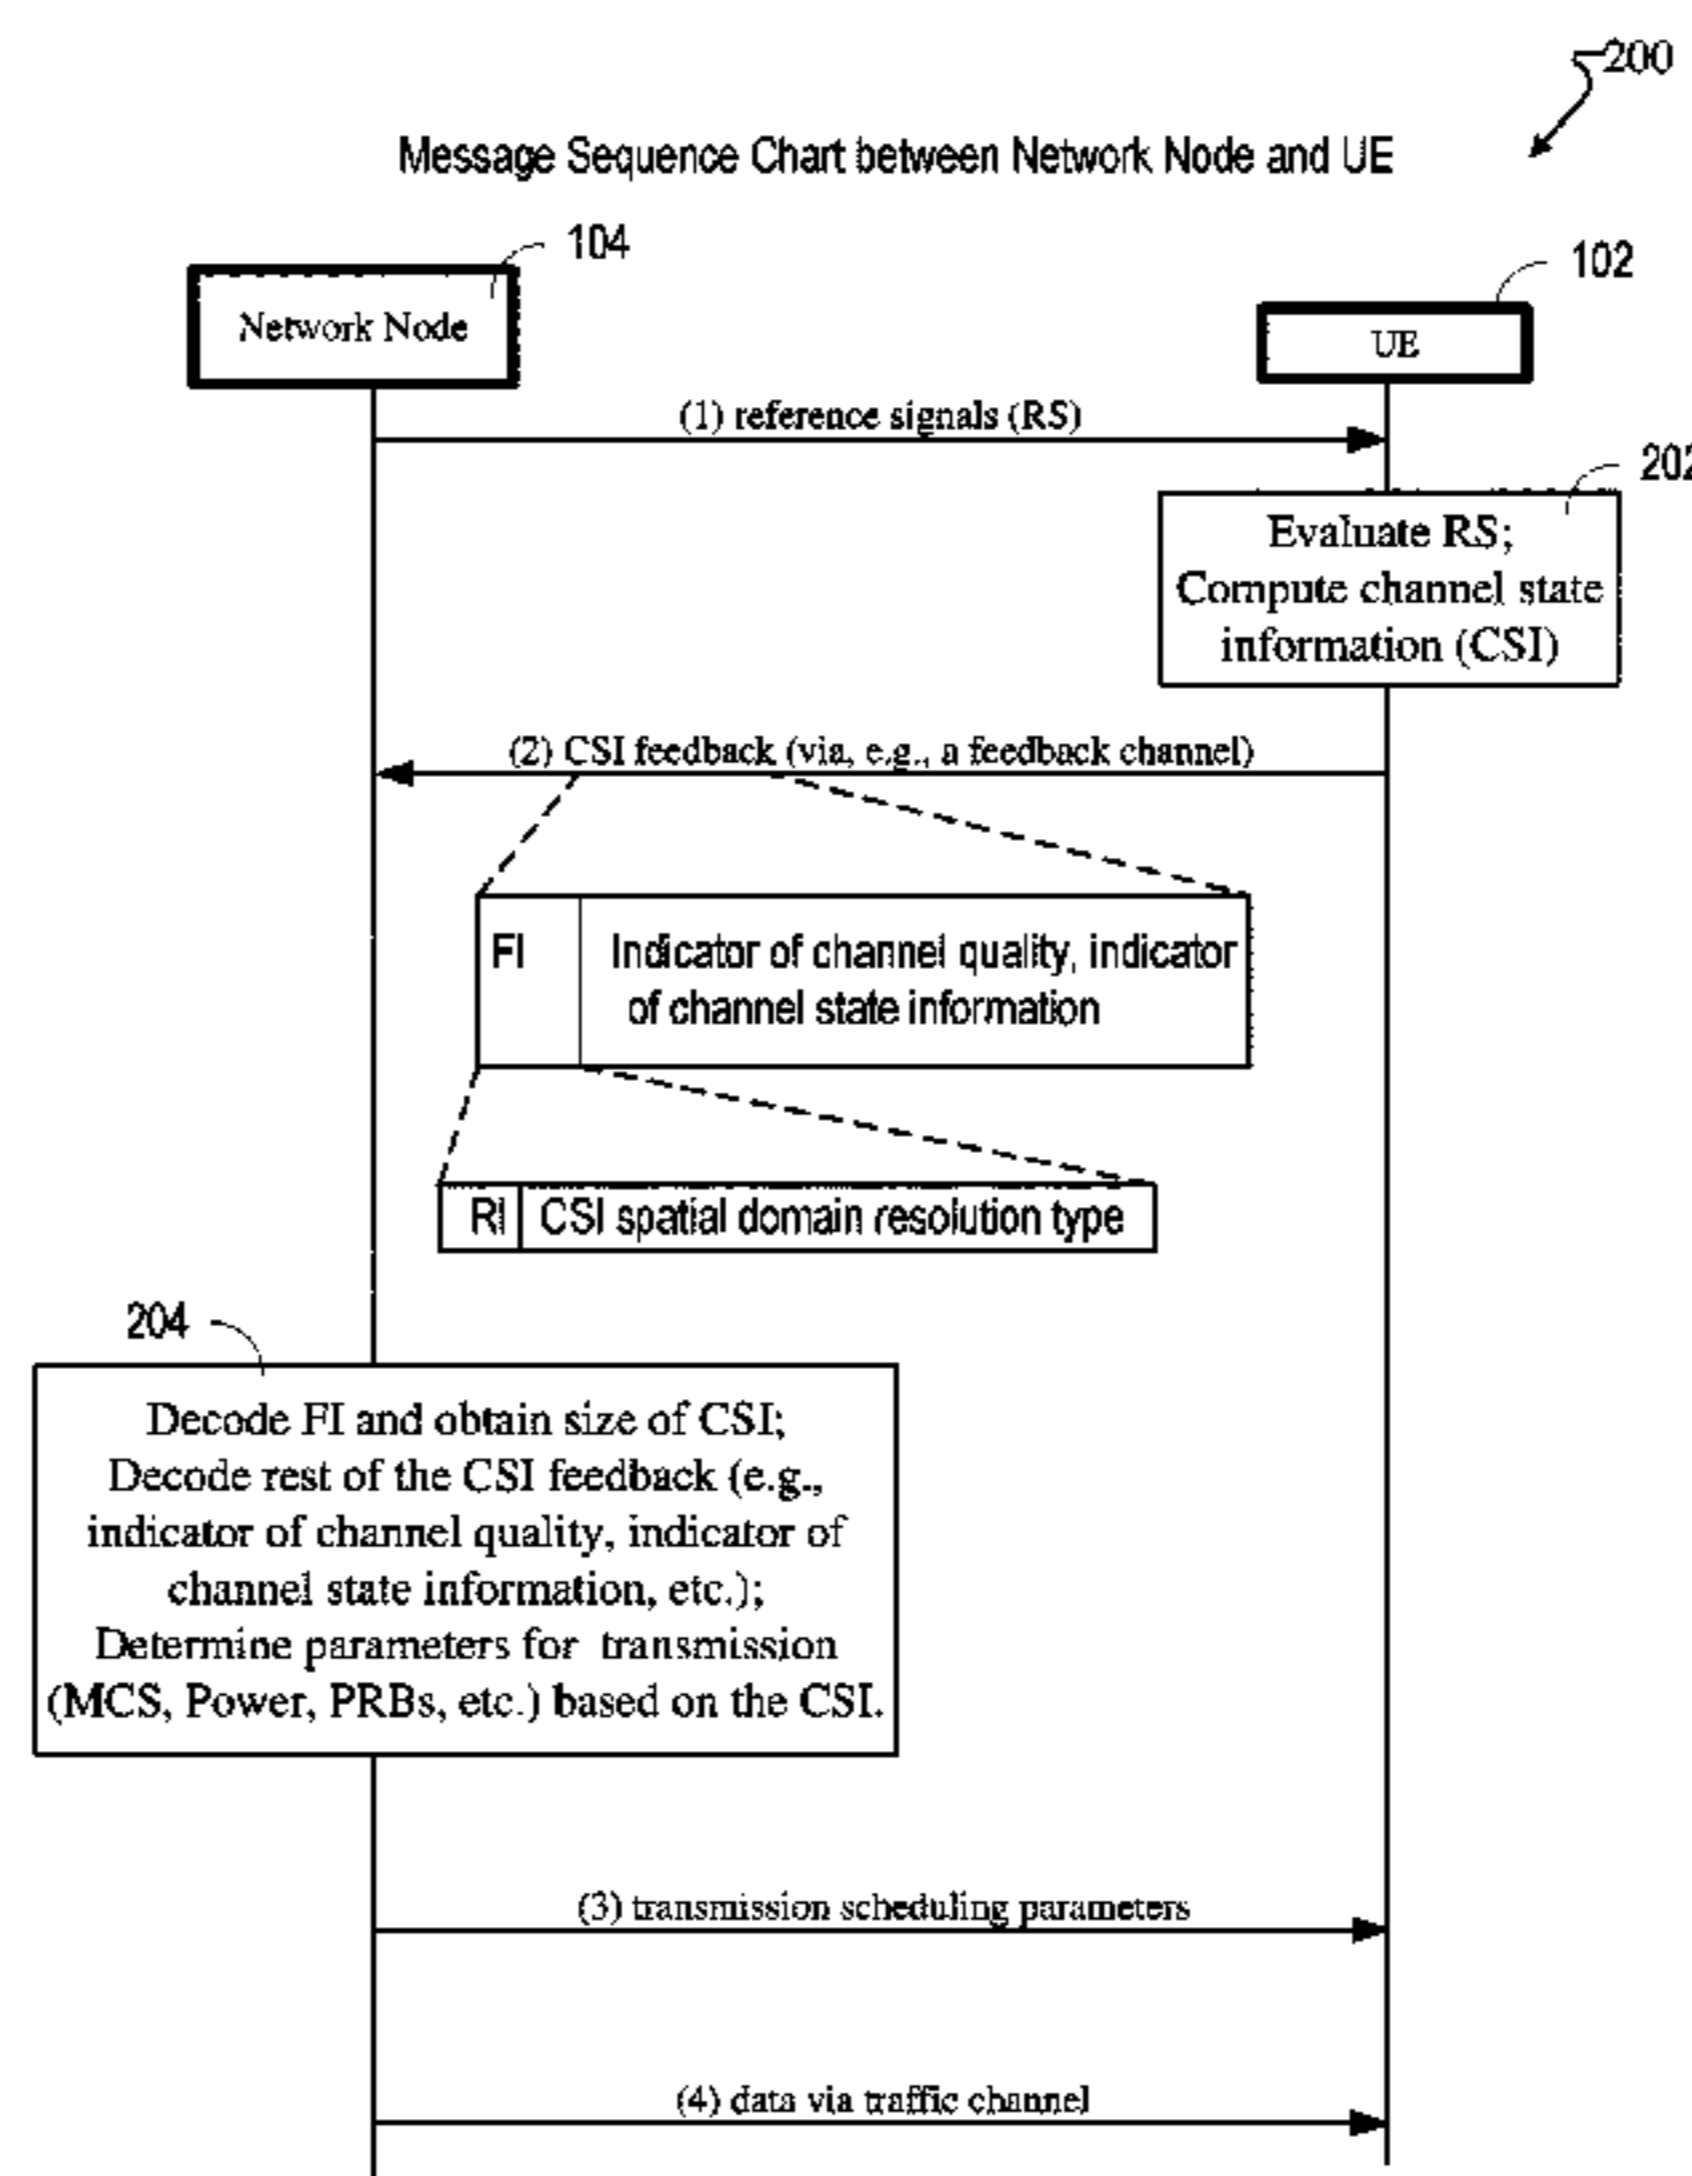 200
Message Sequence Chart between Network Node and UE
104
102
Network Node
UE
(1) reference signals (RS)
202
Evaluate RS;
Compute channel state
information (CSI)
(2) CSI feedback (via, e.g., a feedback channel)
FI
Indicator of channel quality, indicator
of channel state information
RI
CSI spatial domain resolution type
204
Decode FI and obtain size of CSI;
Decode rest of the CSI feedback (e.g.,
indicator of channel quality, indicator of
channel state information, etc.);
Determine parameters for transmission
(MCS, Power, PRBs, etc.) based on the CSI.
(3) transmission scheduling parameters
(4) data via traffic channel